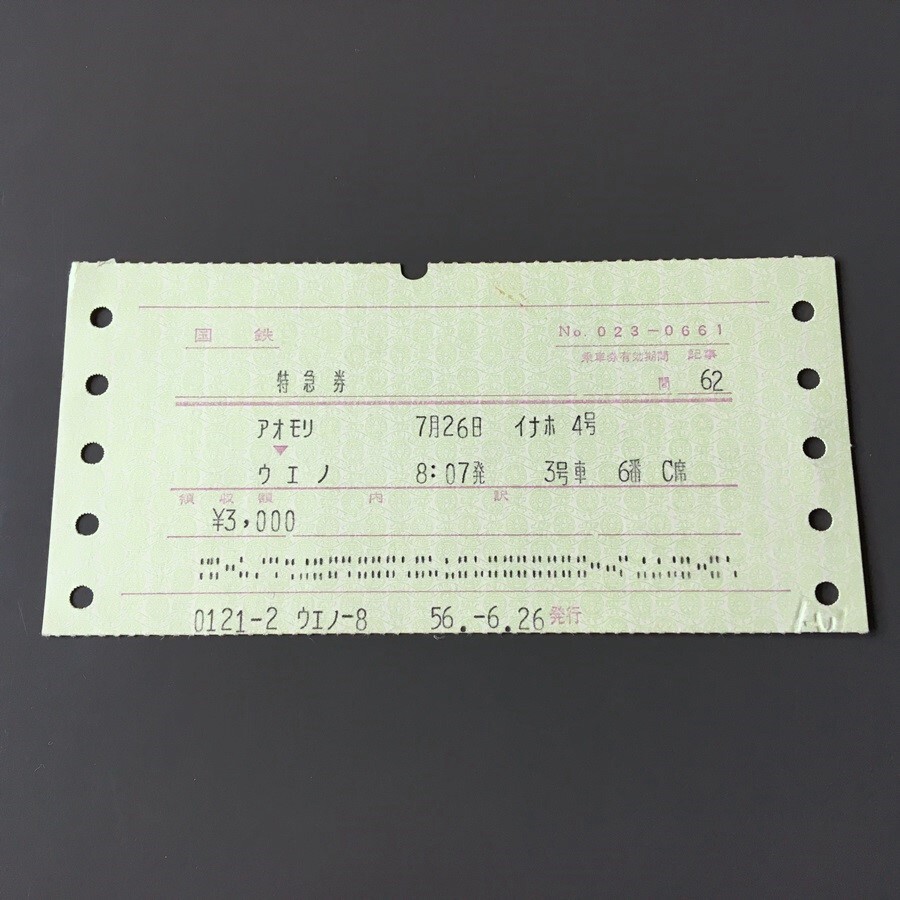 国鉄 No. 023-0661
乗車券有効期間 記事
特急券 間 62
アオモリ 7月26日 イナホ 4号
▼
ウエノ 8:07発 3号車 6番 C席
領収額 内 訳
¥3,000
0121-2 ウエノ-8 56.-6.26 発行